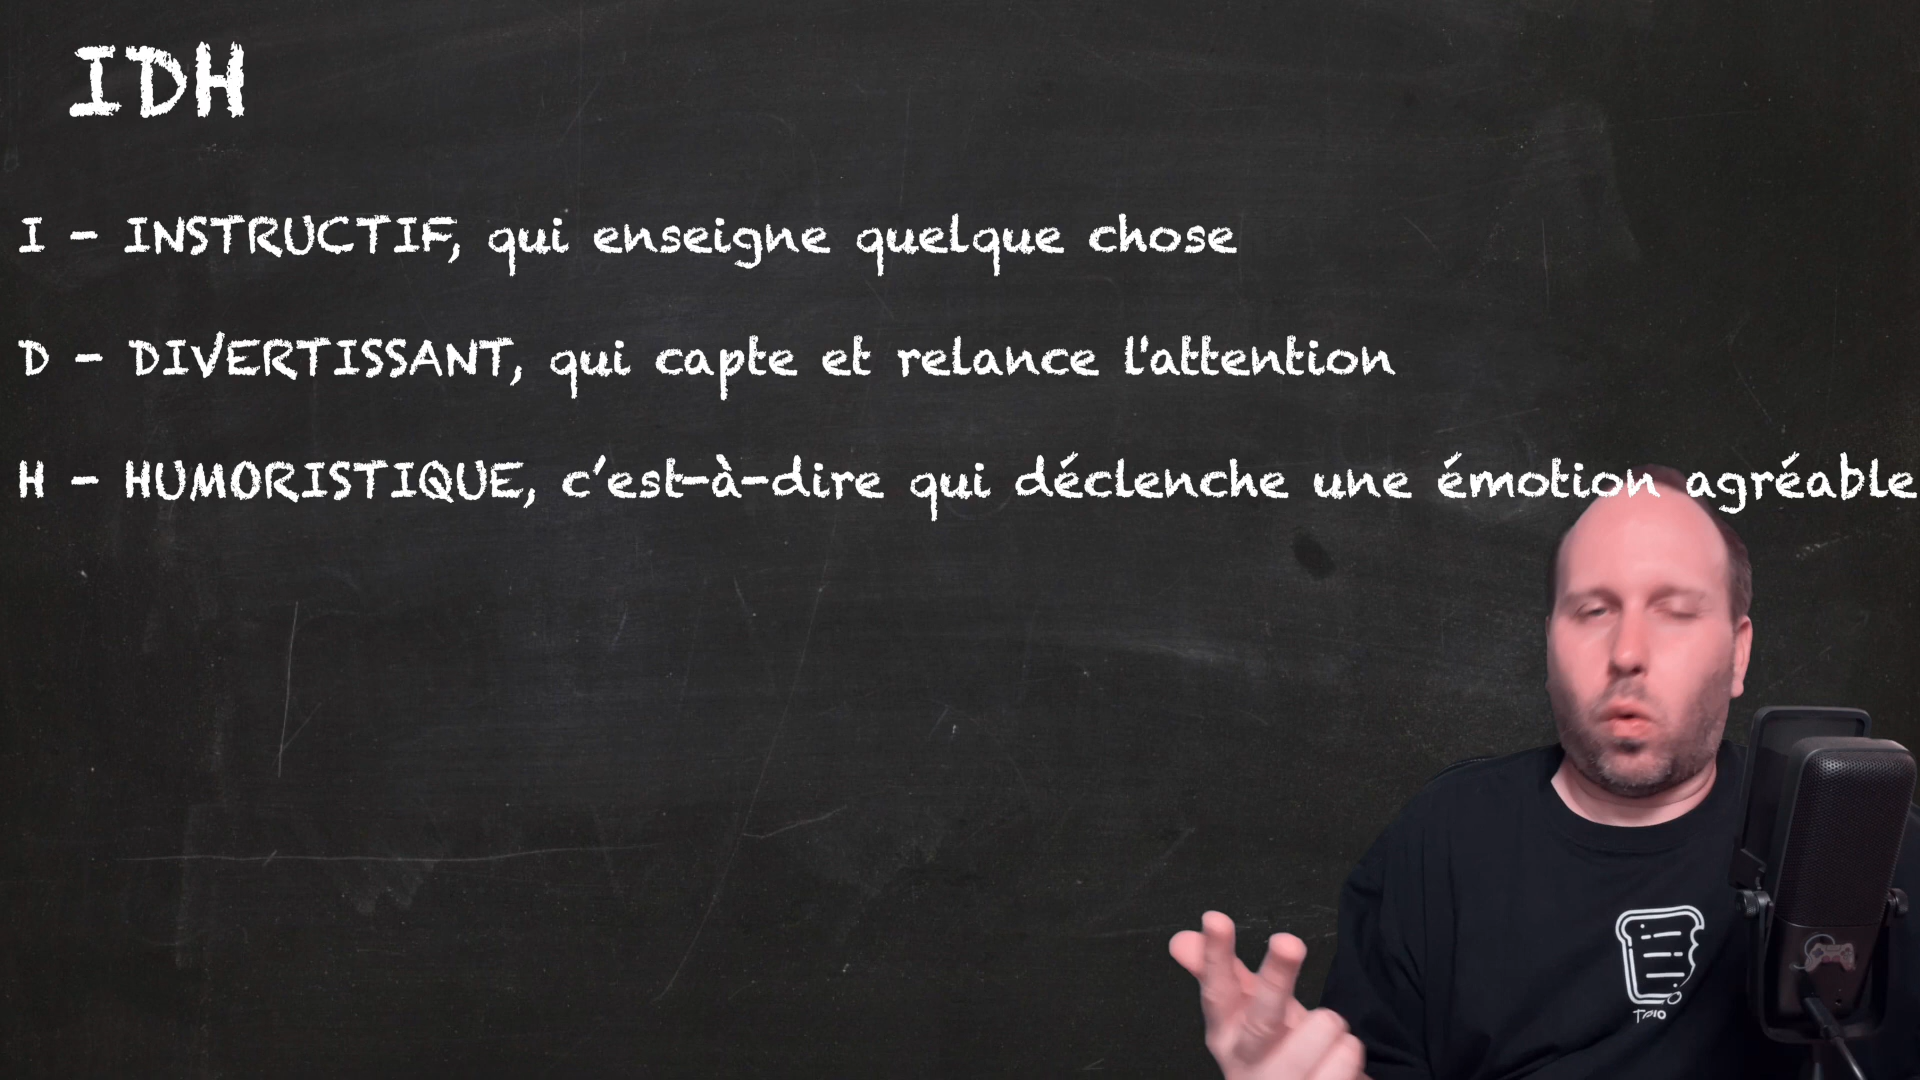 IDH
I - INSTRUCTIF, qui enseigne quelque chose
D - DIVERTISSANT, qui capte et relance l'attention
H - HUMORISTIQUE, c'est-à-dire qui déclenche une émotion agréable